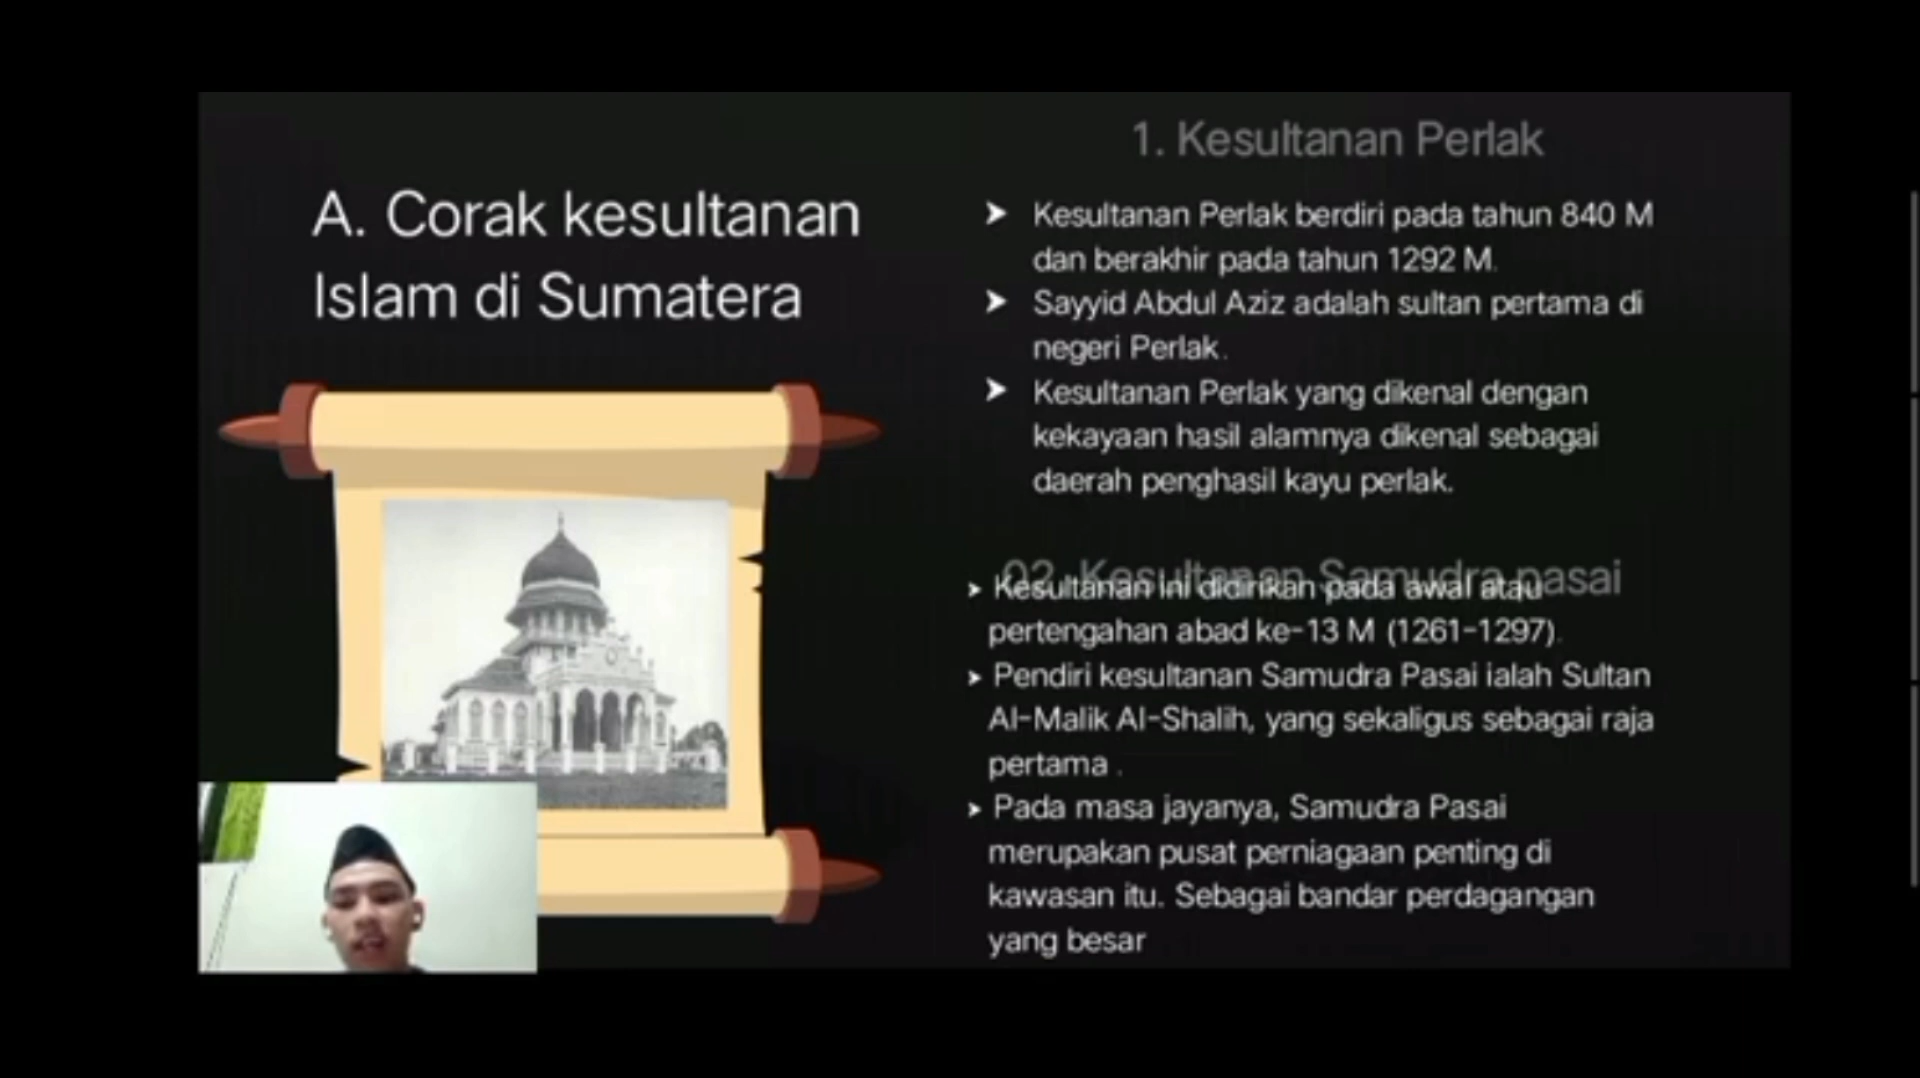 A. Corak kesultanan
Islam di Sumatera
1. Kesultanan Perlak
➤ Kesultanan Perlak berdiri pada tahun 840 M
dan berakhir pada tahun 1292 M.
➤ Sayyid Abdul Aziz adalah sultan pertama di
negeri Perlak.
➤ Kesultanan Perlak yang dikenal dengan
kekayaan hasil alamnya dikenal sebagai
daerah penghasil kayu perlak.
02. Kesultanan Samudra pasai
➤ Kesultanan ini didirikan pada awal atau
pertengahan abad ke-13 M (1261-1297).
➤ Pendiri kesultanan Samudra Pasai ialah Sultan
Al-Malik Al-Shalih, yang sekaligus sebagai raja
pertama .
➤ Pada masa jayanya, Samudra Pasai
merupakan pusat perniagaan penting di
kawasan itu. Sebagai bandar perdagangan
yang besar